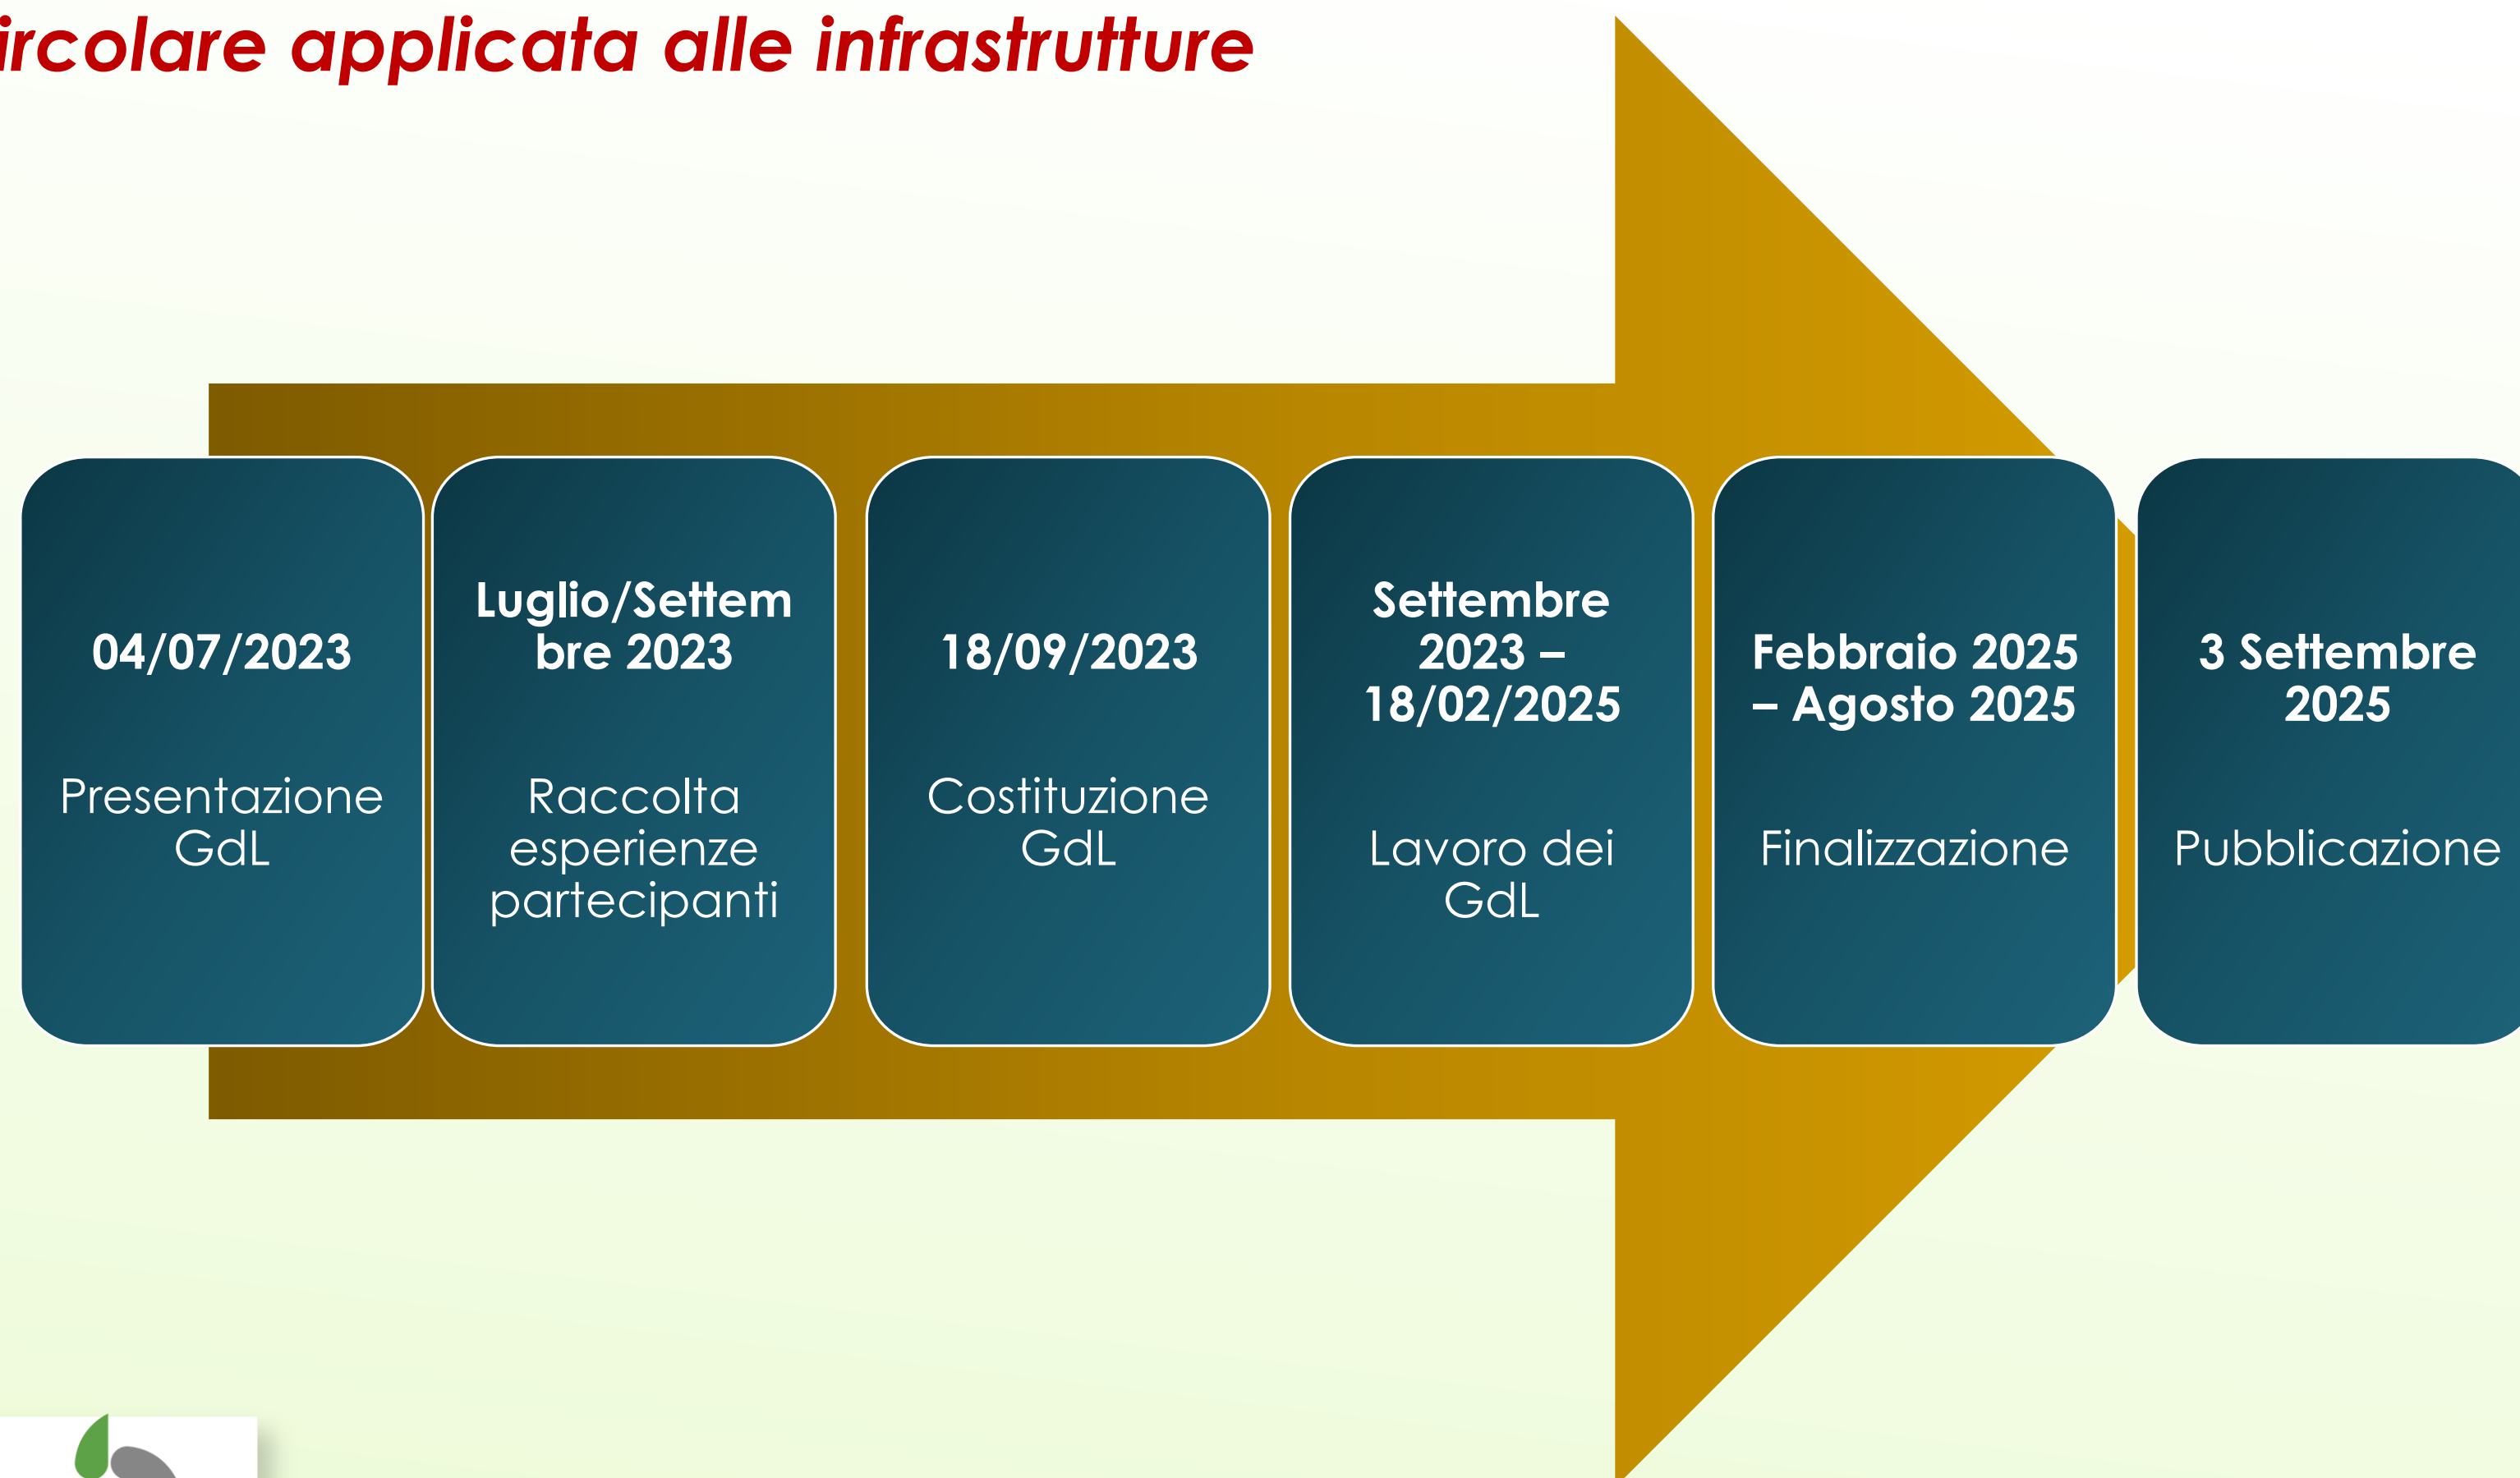 ircolare applicata alle infrastrutture
04/07/2023
Presentazione
GdL
Luglio/Settem
bre 2023
Raccolta
esperienze
partecipanti
18/09/2023
Costituzione
GdL
Settembre
2023 –
18/02/2025
Lavoro dei
GdL
Febbraio 2025
– Agosto 2025
Finalizzazione
3 Settembre
2025
Pubblicazione